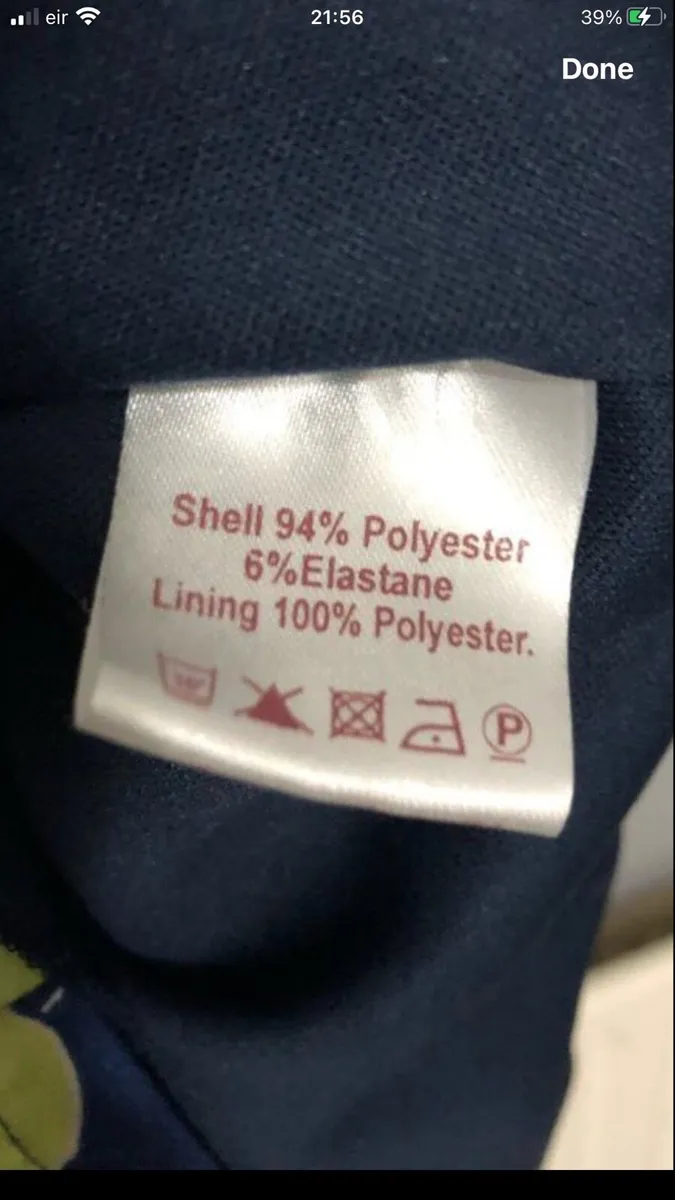 eir 21:56 39%
Done
Shell 94% Polyester
6%Elastane
Lining 100% Polyester.
P